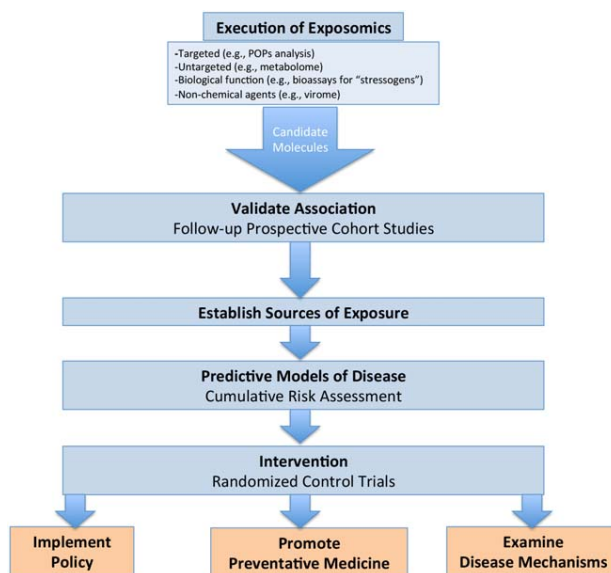 Execution of Exposomics
-Targeted (e.g., POPs analysis)
-Untargeted (e.g., metabolome)
-Biological function (e.g., bioassays for “stressogens”)
-Non-chemical agents (e.g., virome)
Candidate
Molecules
Validate Association
Follow-up Prospective Cohort Studies
Establish Sources of Exposure
Predictive Models of Disease
Cumulative Risk Assessment
Intervention
Randomized Control Trials
Implement
Policy
Promote
Preventative Medicine
Examine
Disease Mechanisms